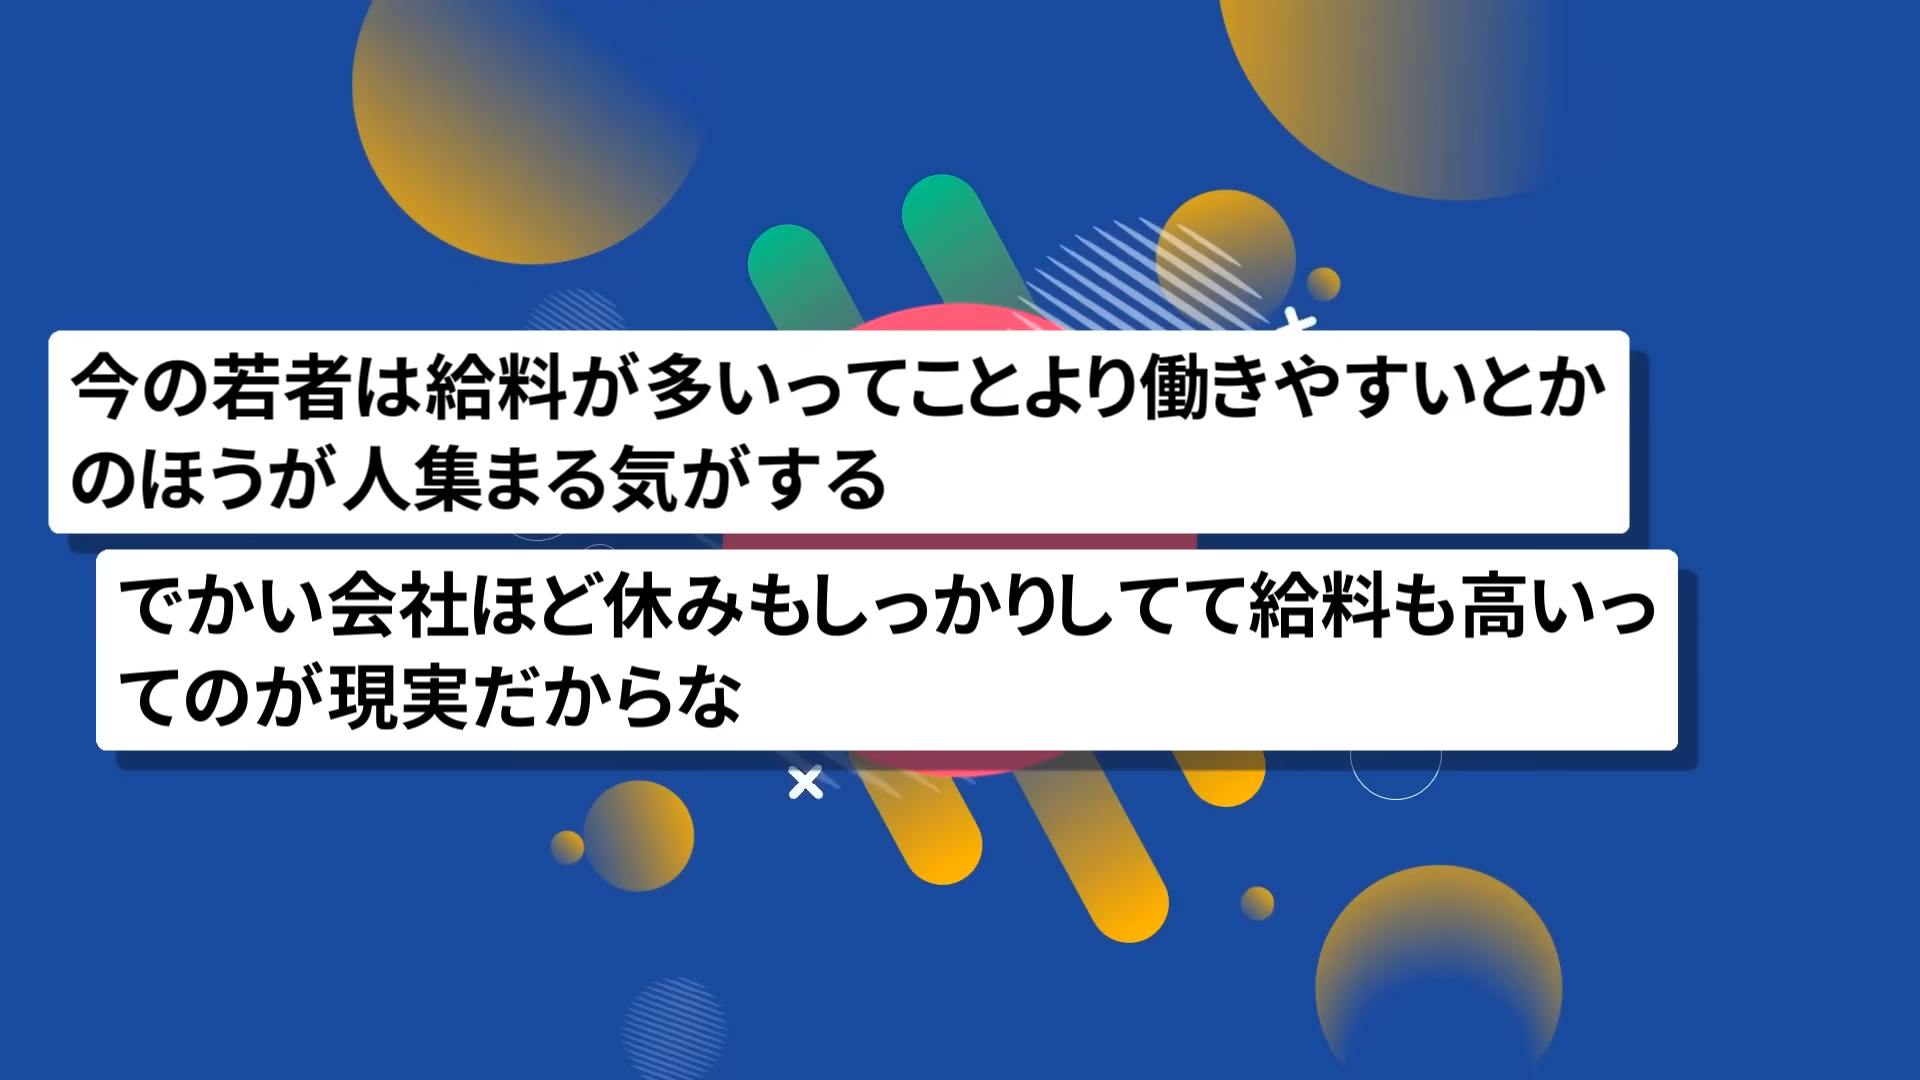 今の若者は給料が多いってことより働きやすいとか
のほうが人集まる気がする
でかい会社ほど休みもしっかりしてて給料も高いっ
てのが現実だからな